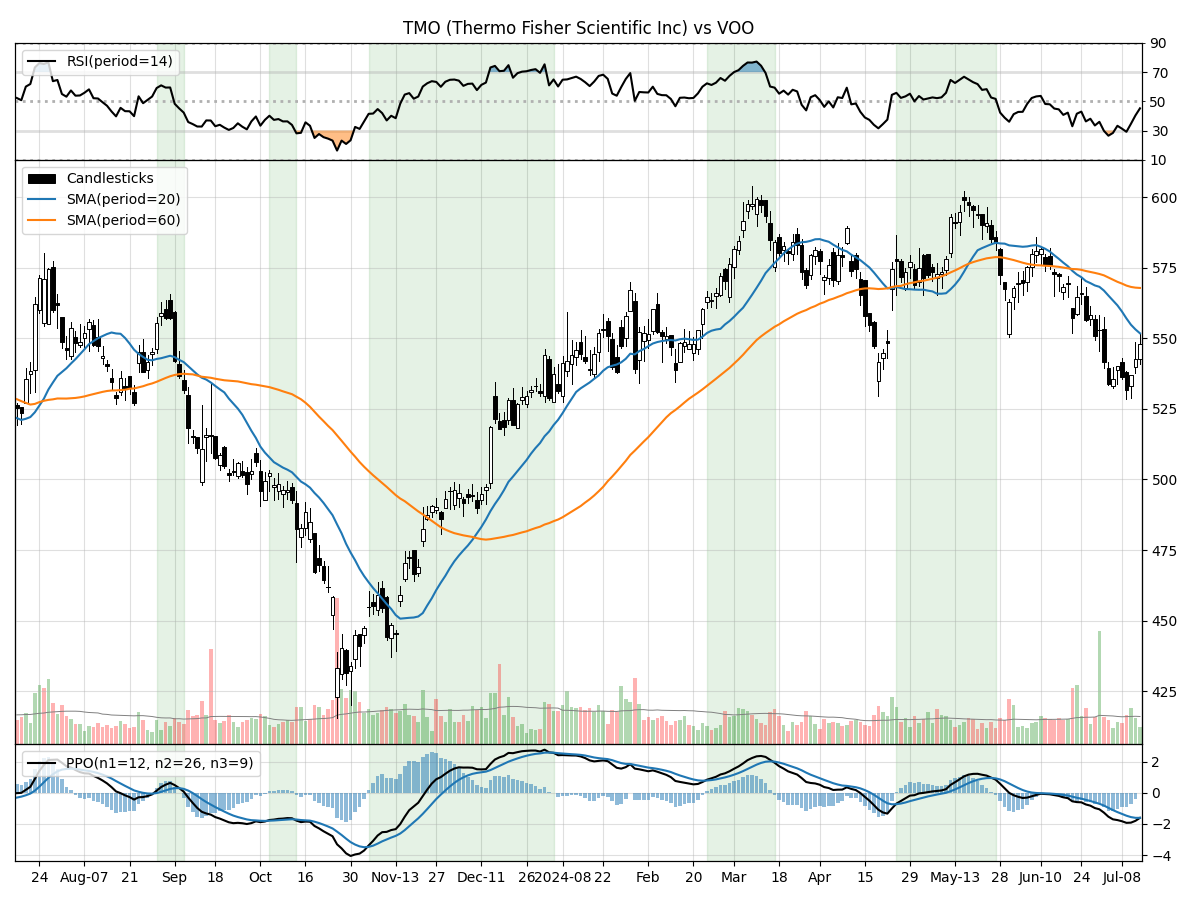 TMO (Thermo Fisher Scientific Inc) vs VOO
RSI(period=14)
90
70
50
30
10
Candlesticks
SMA(period=20)
SMA(period=60)
600
575
550
525
500
475
450
425
PPO(n1=12, n2=26, n3=9)
2
0
−2
−4
24 Aug-07 21 Sep 18 Oct 16 30 Nov-13 27 Dec-11 26 2024-08 22 Feb 20 Mar 18 Apr 15 29 May-13 28 Jun-10 24 Jul-08